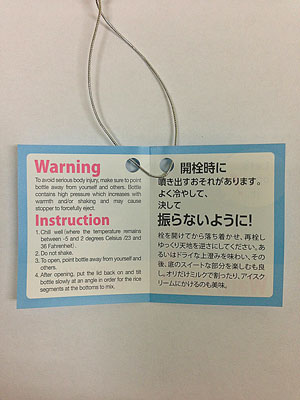 Warning
To avoid serious body injury, make sure to point
bottle away from yourself and others. Bottle
contains high pressure which increases with
warmth and/or shaking and may cause
stopper to forcefully eject.
Instruction
1. Chill well (where the temperature remains
between -5 and 2 degrees Celsius /23 and
36 Fahrenheit) .
2. Do not shake.
3. To open, point bottle away from yourself and
others.
4. After opening, put the lid back on and tilt
bottle slowly at an angle in order for the rice
segments at the bottoms to mix.
開栓時に
噴き出すおそれがあります。
よく冷やして、
決して
振らないように!
栓を開けてから落ち着かせ、再栓し
ゆっくり天地を逆さにしてください。あ
るいはドライな上澄みを味わい、その
後、底のスイートな部分を楽しむも良
し。オリだけミルクで割ったり、アイスク
リームにかけるのも美味。